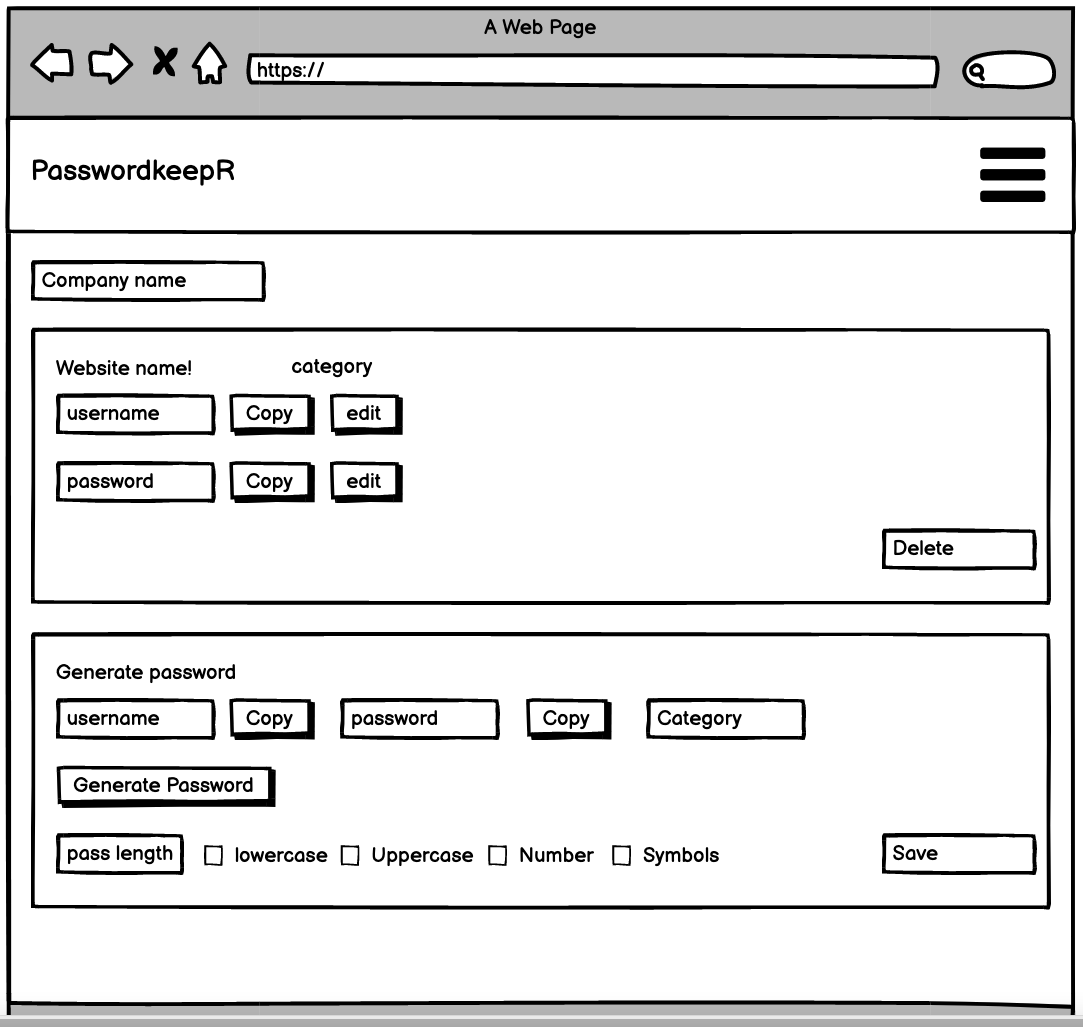 A Web Page
https://
PasswordkeepR
Company name
Website name! category
username Copy edit
password Copy edit
Delete
Generate password
username Copy password Copy Category
Generate Password
pass length lowercase Uppercase Number Symbols Save